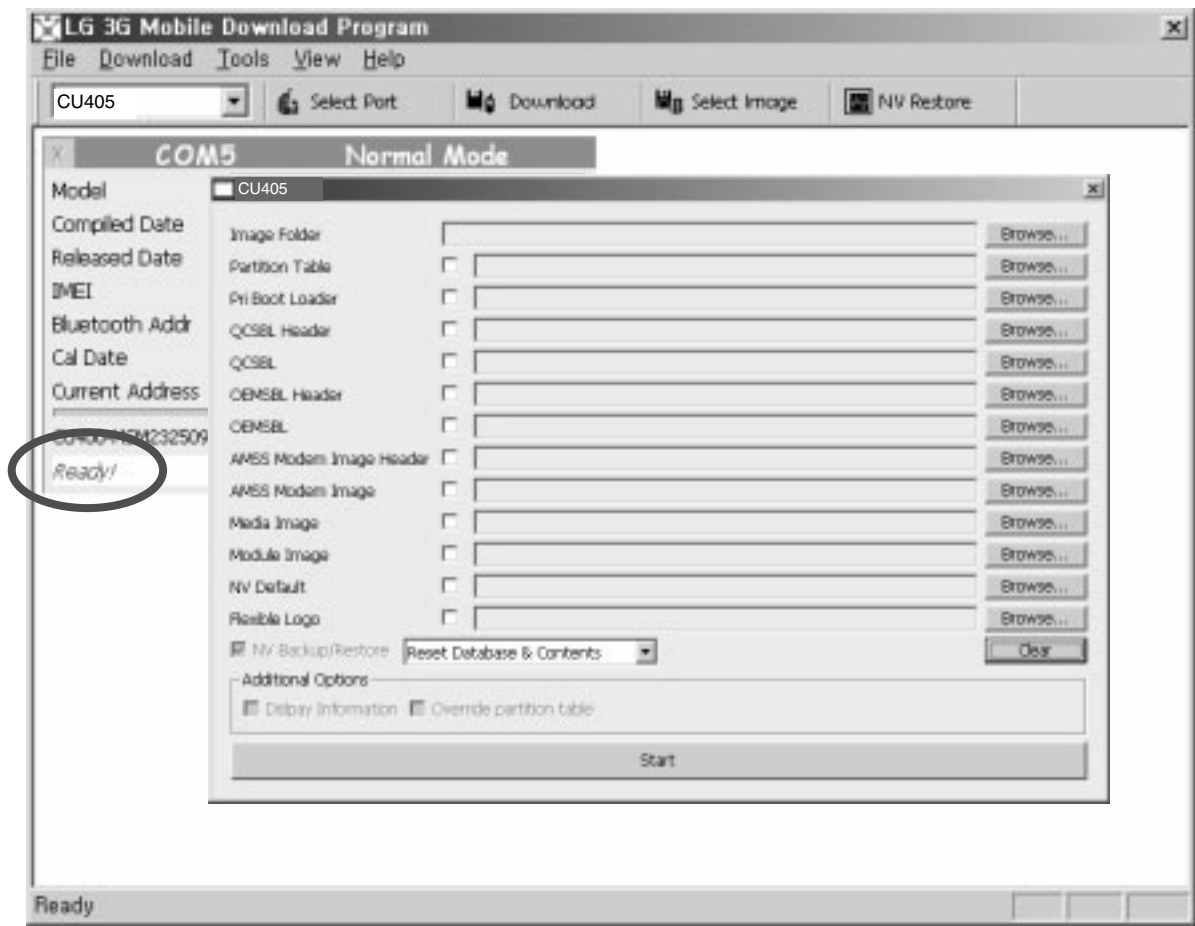 LG 3G Mobile Download Program
File Download Tools View Help
CU405 Select Port Download Select Image NV Restore
X COM5 Normal Mode
Model
Compiled Date
Released Date
IMEI
Bluetooth Addr
Cal Date
Current Address
Ready!
CU405
Image Folder Browse...
Partition Table Browse...
Pri Boot Loader Browse...
QCSBL Header Browse...
QCSBL Browse...
OEMSBL Header Browse...
OEMSBL Browse...
AMSS Modem Image Header Browse...
AMSS Modem Image Browse...
Media Image Browse...
Module Image Browse...
NV Default Browse...
Flexible Logo Browse...
NV Backup/Restore Reset Database & Contents Clear
Additional Options
Dislpay Information Override partition table
Start
Ready